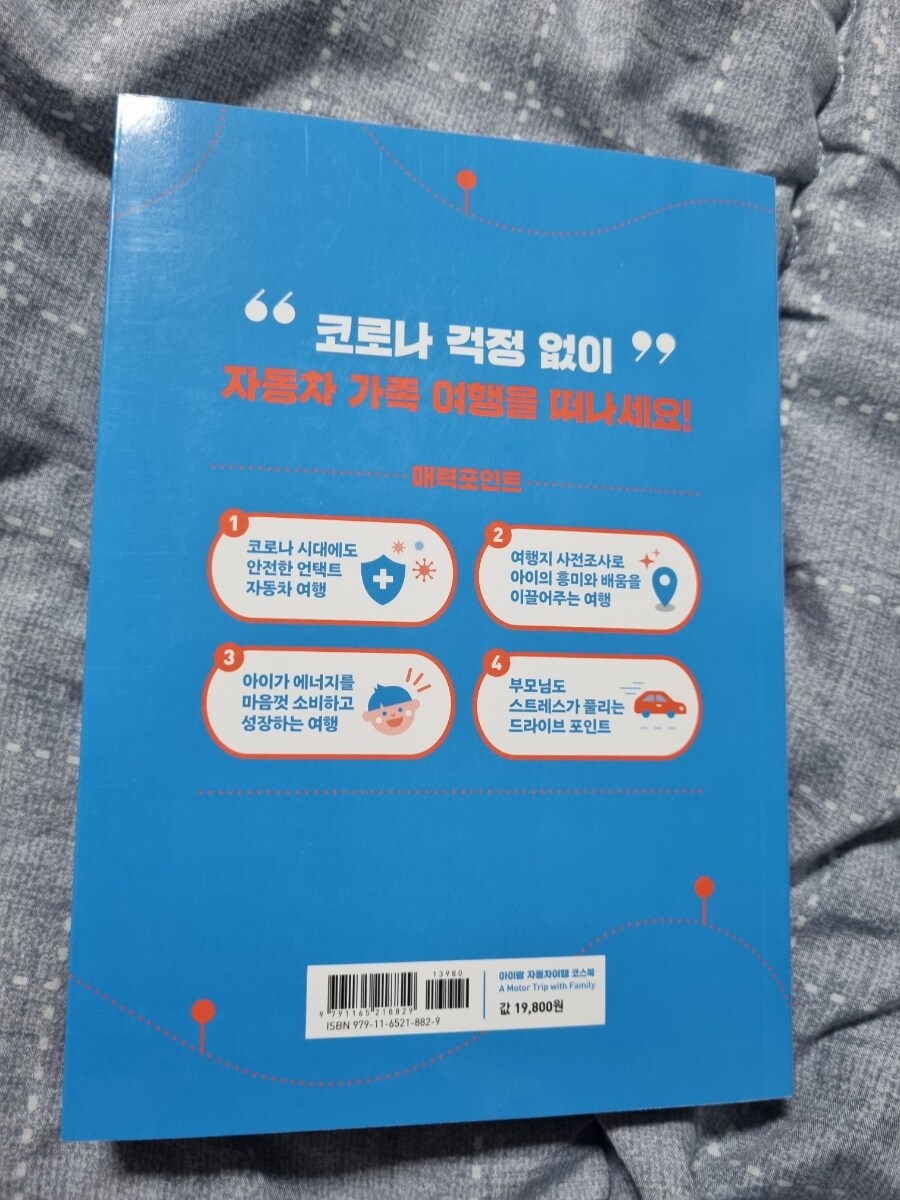 “ 코로나 걱정 없이 ”
자동차 가족 여행을 떠나세요!
매력포인트
1
코로나 시대에도
안전한 언택트
자동차 여행
2
여행지 사전조사로
아이의 흥미와 배움을
이끌어주는 여행
3
아이가 에너지를
마음껏 소비하고
성장하는 여행
4
부모님도
스트레스가 풀리는
드라이브 포인트
13980
9 791165 218829
ISBN 979-11-6521-882-9
아이랑 자동차여행 코스북
A Motor Trip with Family
값 19,800원